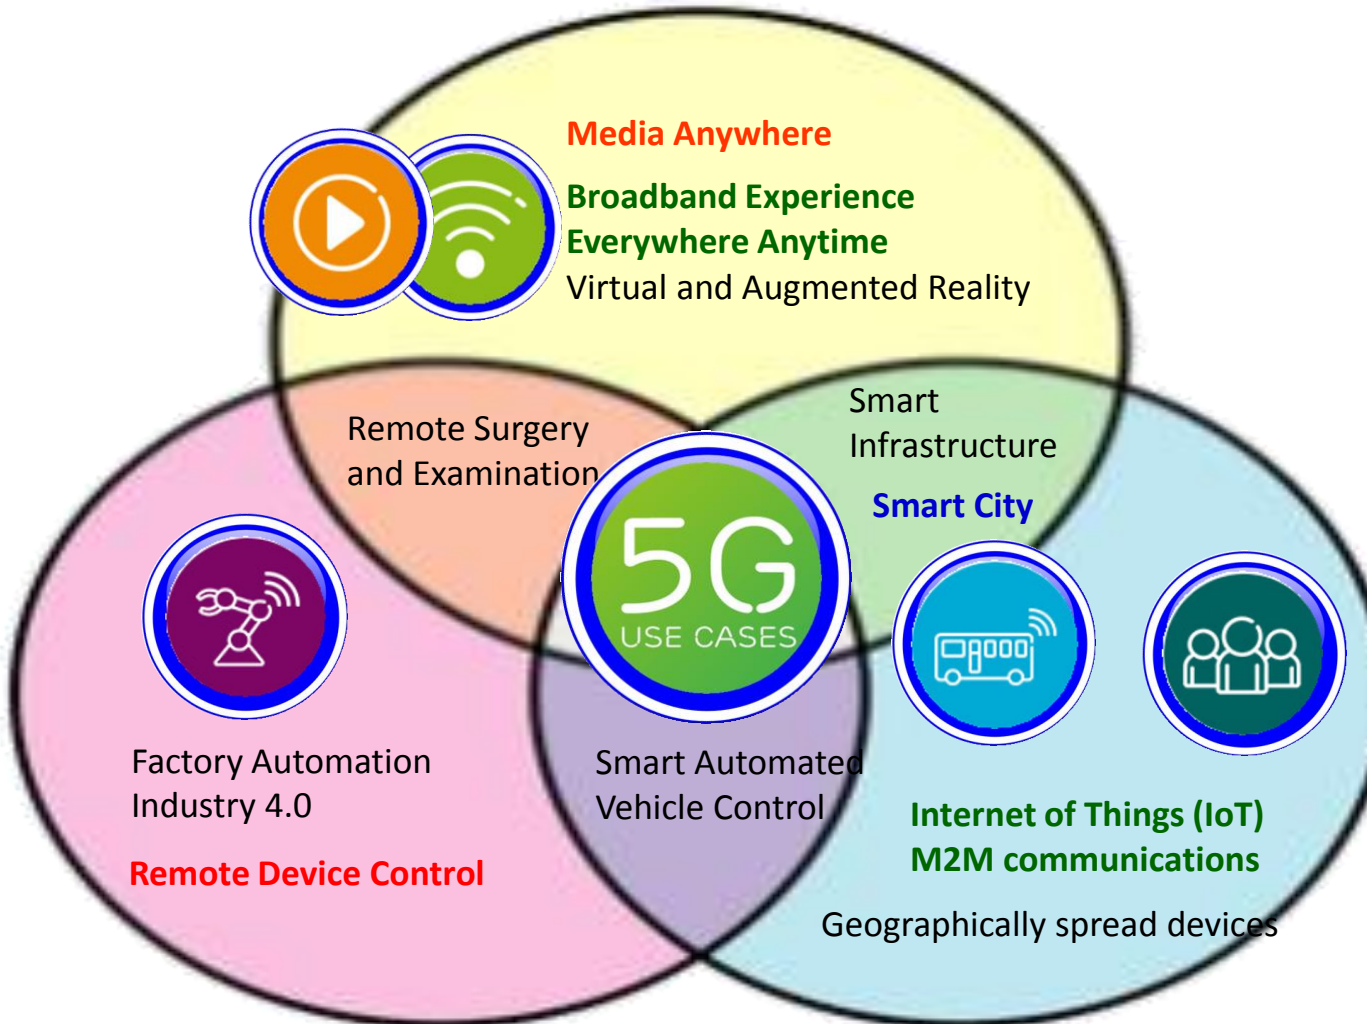 Media Anywhere
Broadband Experience
Everywhere Anytime
Virtual and Augmented Reality
Remote Surgery
and Examination
Smart
Infrastructure
Smart City
5G
USE CASES
Factory Automation
Industry 4.0
Remote Device Control
Smart Automated
Vehicle Control
Internet of Things (IoT)
M2M communications
Geographically spread devices